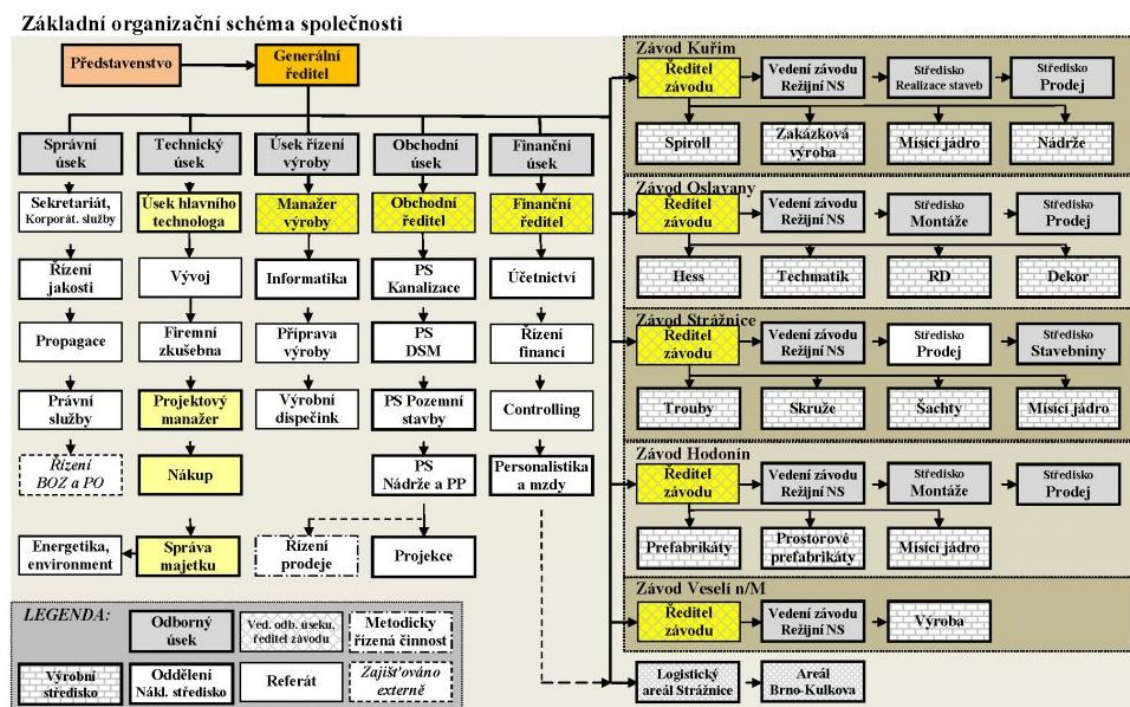 Základní organizační schéma společnosti
Představenstvo
Generální
ředitel
Správní
úsek
Technický
úsek
Úsek řízení
výroby
Obchodní
úsek
Finanční
úsek
Sekretariát,
Korporát. služby
Úsek hlavního
technologa
Manažer
výroby
Obchodní
ředitel
Finanční
ředitel
Řízení
jakosti
Vývoj
Informatika
PS
Kanalizace
Účetnictví
Propagace
Firemní
zkušebna
Příprava
výroby
PS
DSM
Řízení
financí
Právní
služby
Projektový
manažer
Výrobní
dispečink
PS Pozemní
stavby
Controlling
Řízení
BOZ a PO
Nákup
PS
Nádrže a PP
Personalistika
a mzdy
Energetika,
environment
Správa
majetku
Řízení
prodeje
Projekce
Závod Kuřim
Ředitel
závodu
Vedení závodu
Režijní NS
Středisko
Realizace staveb
Středisko
Prodej
Spiroll
Zakázková
výroba
Mísící jádro
Nádrže
Závod Oslavany
Ředitel
závodu
Vedení závodu
Režijní NS
Středisko
Montáže
Středisko
Prodej
Hess
Techmatik
RD
Dekor
Závod Strážnice
Ředitel
závodu
Vedení závodu
Režijní NS
Středisko
Prodej
Středisko
Stavebniny
Trouby
Skruže
Šachty
Mísící jádro
Závod Hodonín
Ředitel
závodu
Vedení závodu
Režijní NS
Středisko
Montáže
Středisko
Prodej
Prefabrikáty
Prostorové
prefabrikáty
Mísící jádro
Závod Veselí n/M
Ředitel
závodu
Vedení závodu
Režijní NS
Výroba
Logistický
areál Strážnice
Areál
Brno-Kulkova
LEGENDA:
Odborný
úsek
Ved. odb. úseku,
ředitel závodu
Metodicky
řízená činnost
Výrobní
středisko
Oddělení
Nákl. středisko
Referát
Zajišťováno
externě